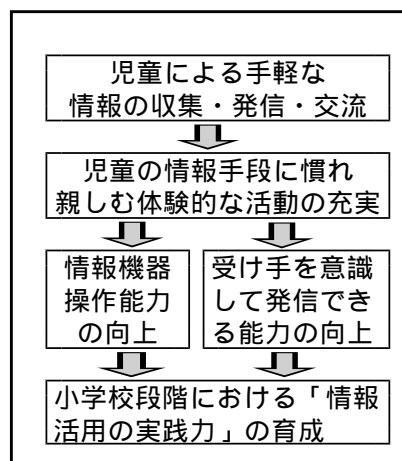 児童による手軽な
情報の収集・発信・交流
児童の情報手段に慣れ
親しむ体験的な活動の充実
情報機器
操作能力
の向上
受け手を意識
して発信でき
る能力の向上
小学校段階における「情報
活用の実践力」の育成